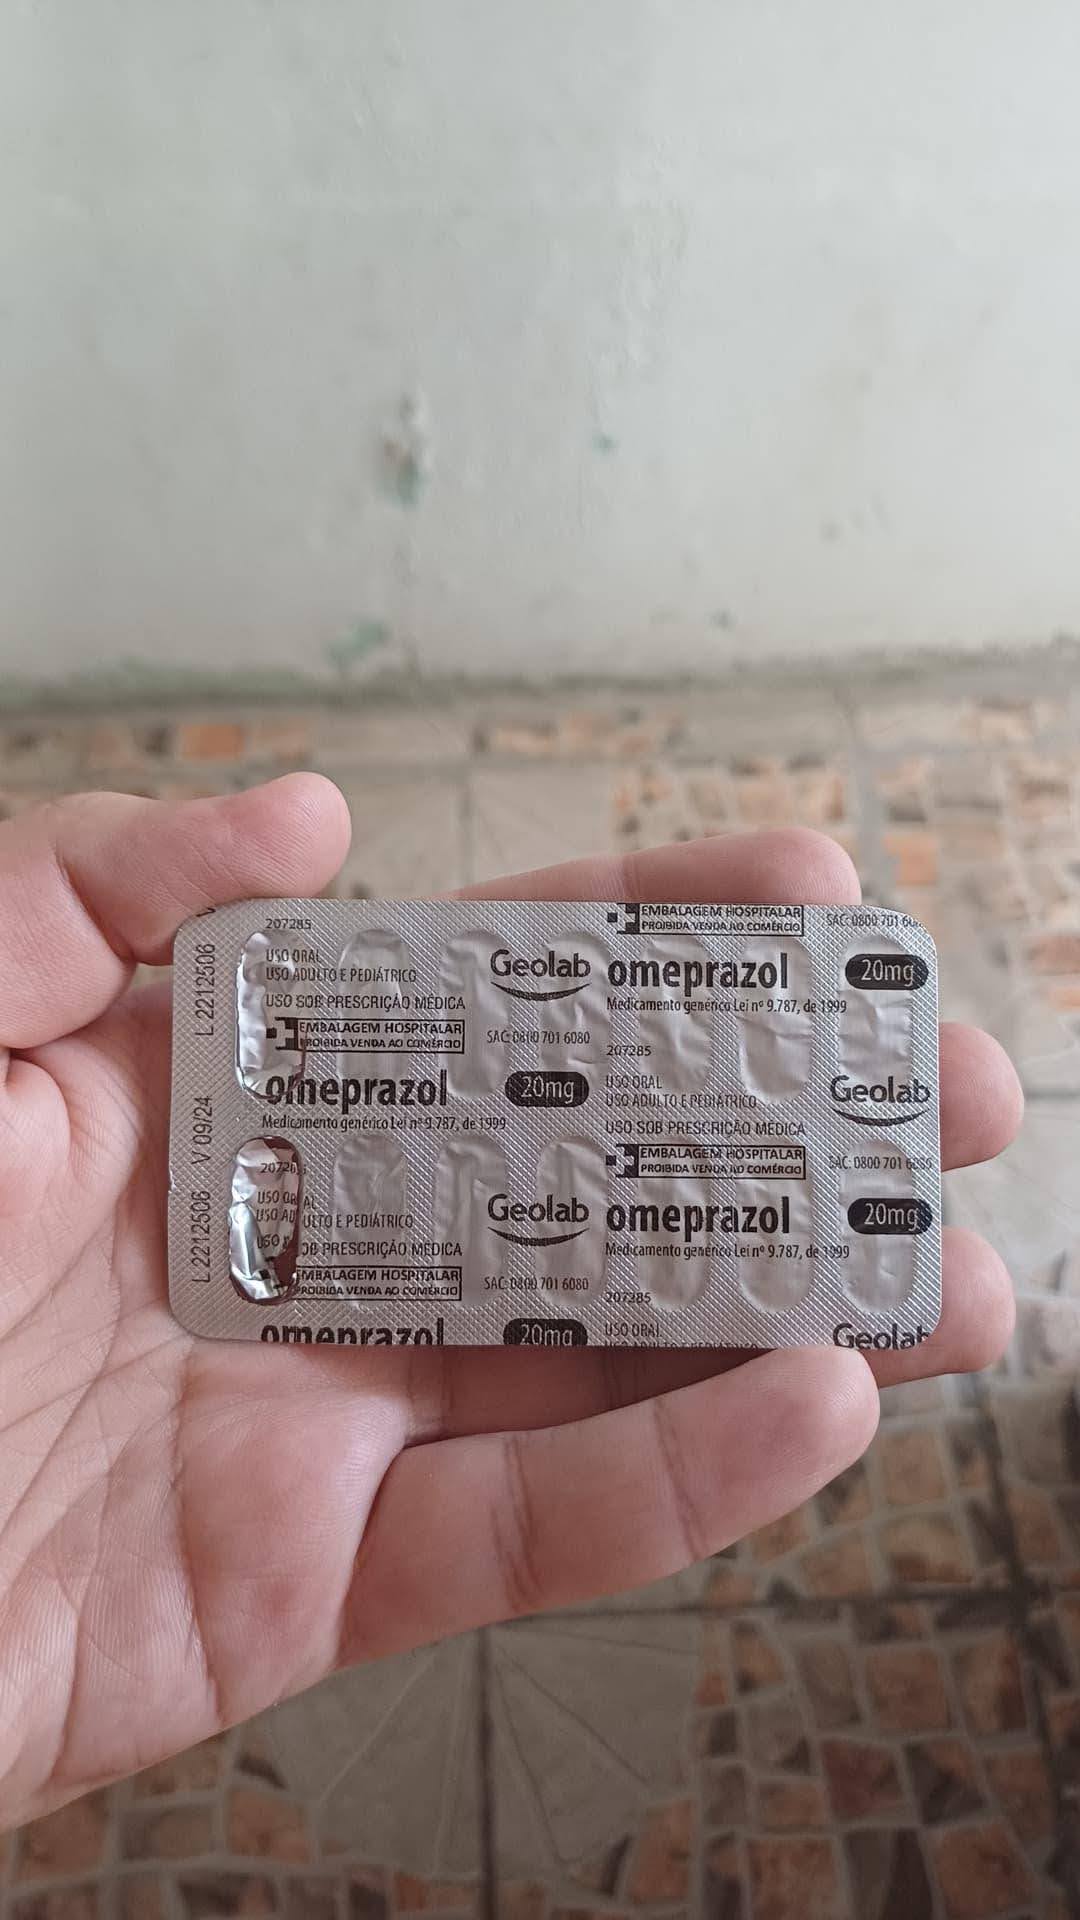 207285
USO ORAL
USO ADULTO E PEDIÁTRICO
USO SOB PRESCRIÇÃO MÉDICA
EMBALAGEM HOSPITALAR
PROIBIDA VENDA AO COMÉRCIO
Geolab
SAC: 0800 701 6080
omeprazol
20mg
Medicamento genérico Lei nº 9.787, de 1999
EMBALAGEM HOSPITALAR
PROIBIDA VENDA AO COMÉRCIO
SAC: 0800 701 60
omeprazol
20mg
Medicamento genérico Lei nº 9.787, de 1999
207285
USO ORAL
USO ADULTO E PEDIÁTRICO
USO SOB PRESCRIÇÃO MÉDICA
Geolab
L 2212506 V 09/24 L 2212506 V
USO ORAL
USO ADULTO E PEDIÁTRICO
USO SOB PRESCRIÇÃO MÉDICA
EMBALAGEM HOSPITALAR
PROIBIDA VENDA AO COMÉRCIO
Geolab
SAC: 0800 701 6080
omeprazol
20mg
EMBALAGEM HOSPITALAR
PROIBIDA VENDA AO COMÉRCIO
SAC: 0800 701 6080
omeprazol
20mg
Medicamento genérico Lei nº 9.787, de 1999
207285
USO ORAL
Geolab